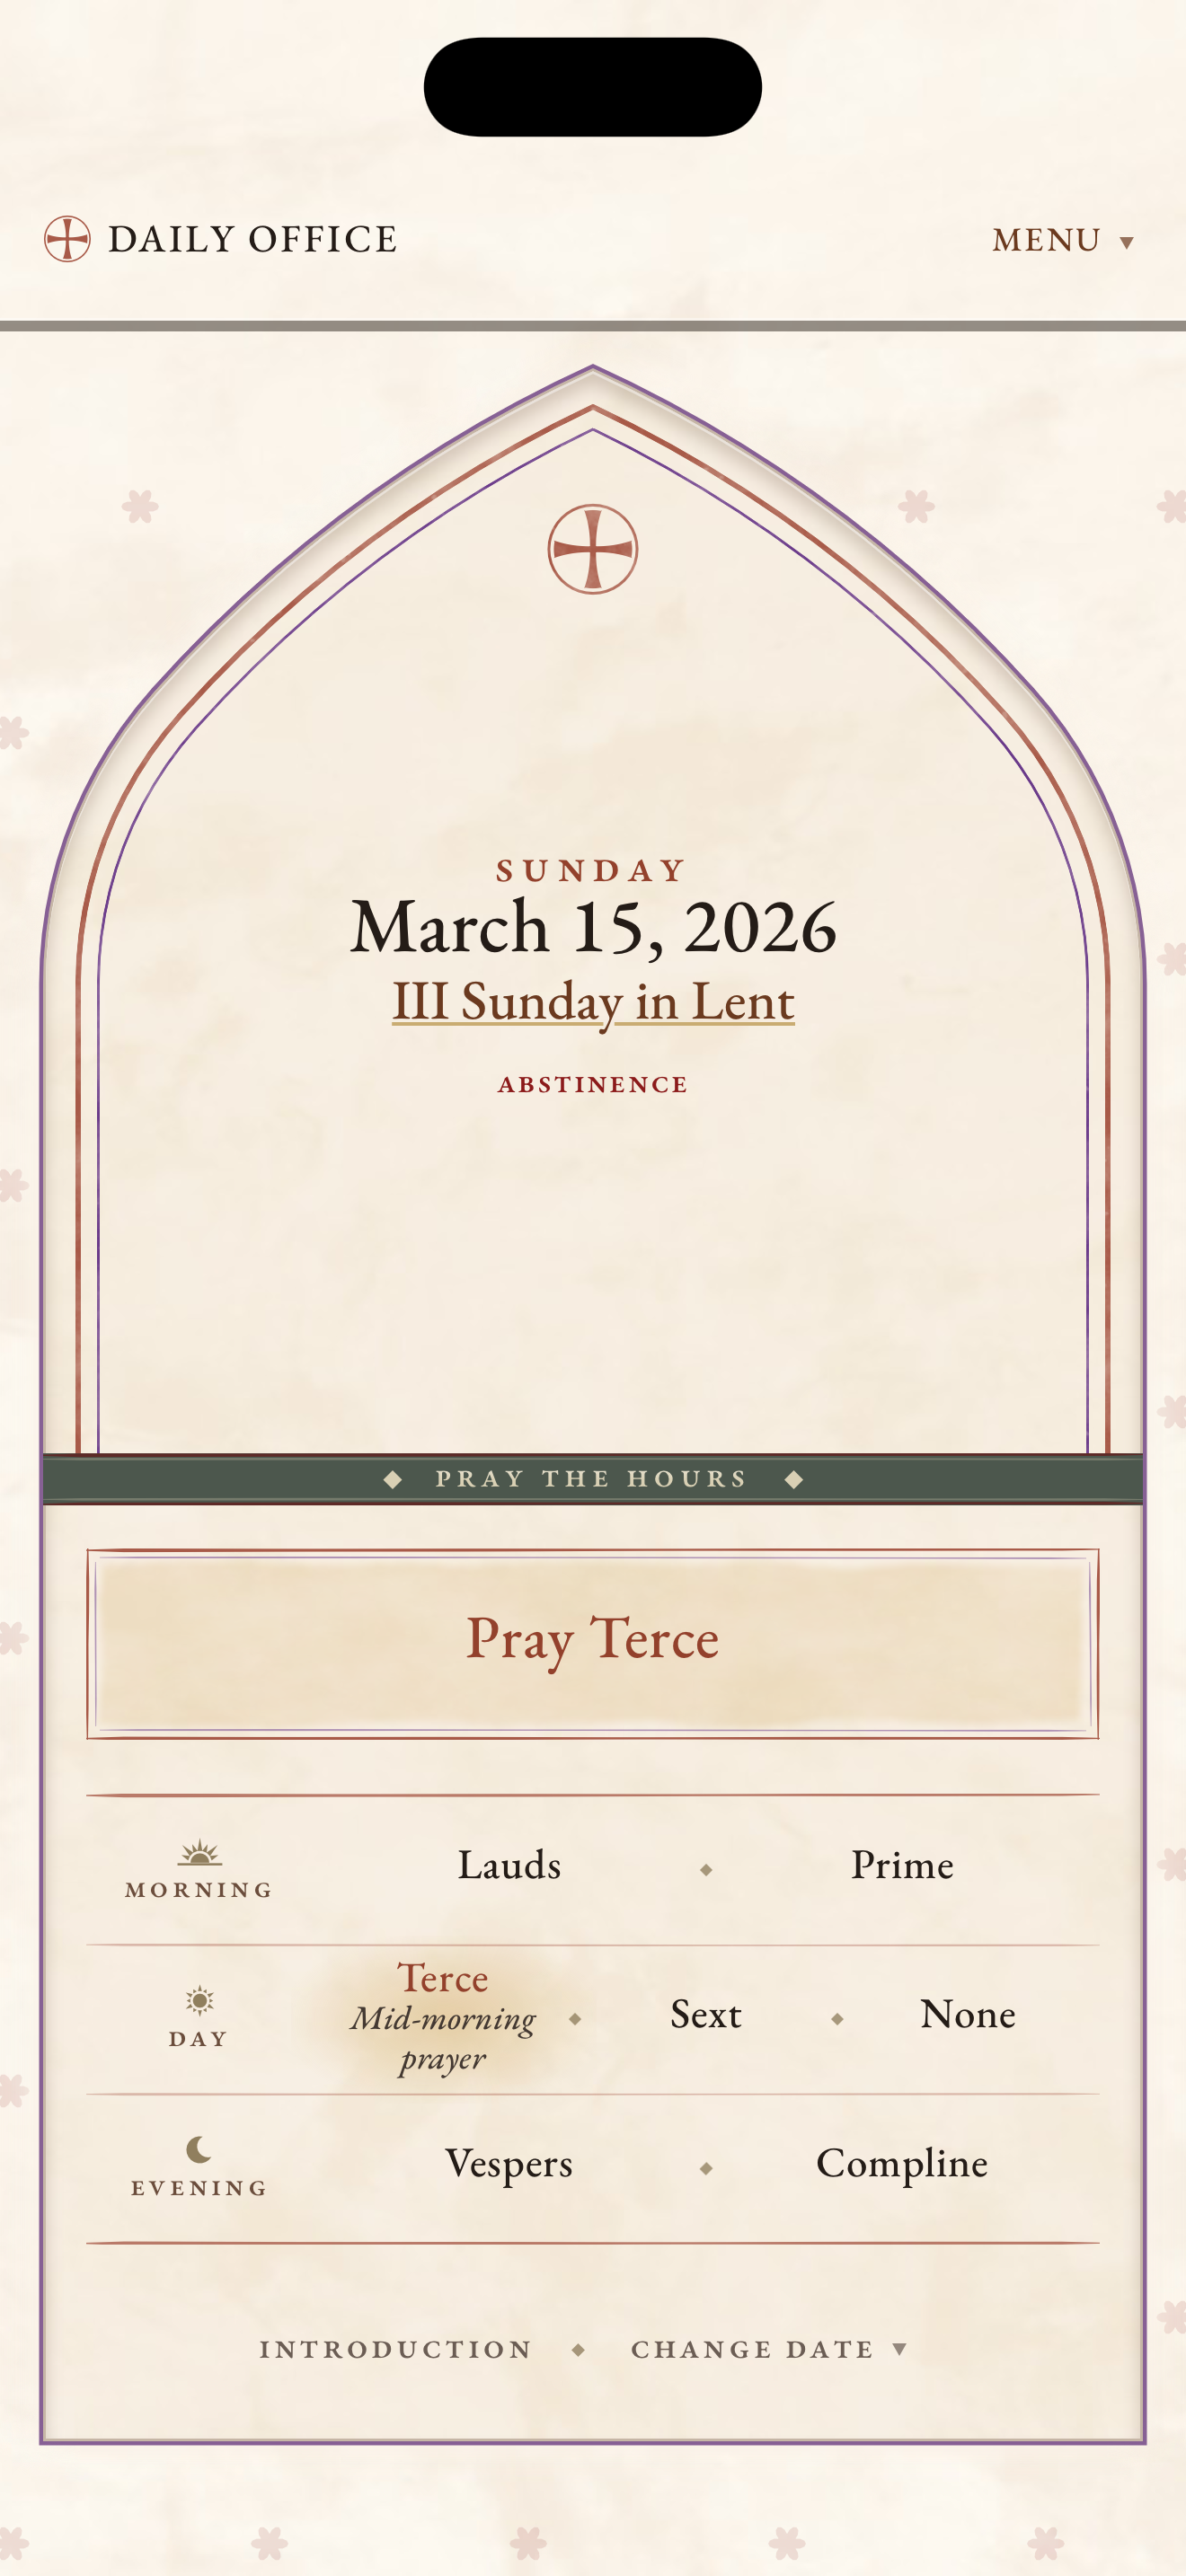 DAILY OFFICE
MENU ▼
SUNDAY
March 15, 2026
III Sunday in Lent
ABSTINENCE
◆ PRAY THE HOURS ◆
Pray Terce
MORNING
Lauds ◆ Prime
DAY
Terce
Mid-morning
prayer
◆ Sext ◆ None
EVENING
Vespers ◆ Compline
INTRODUCTION ◆ CHANGE DATE ▼